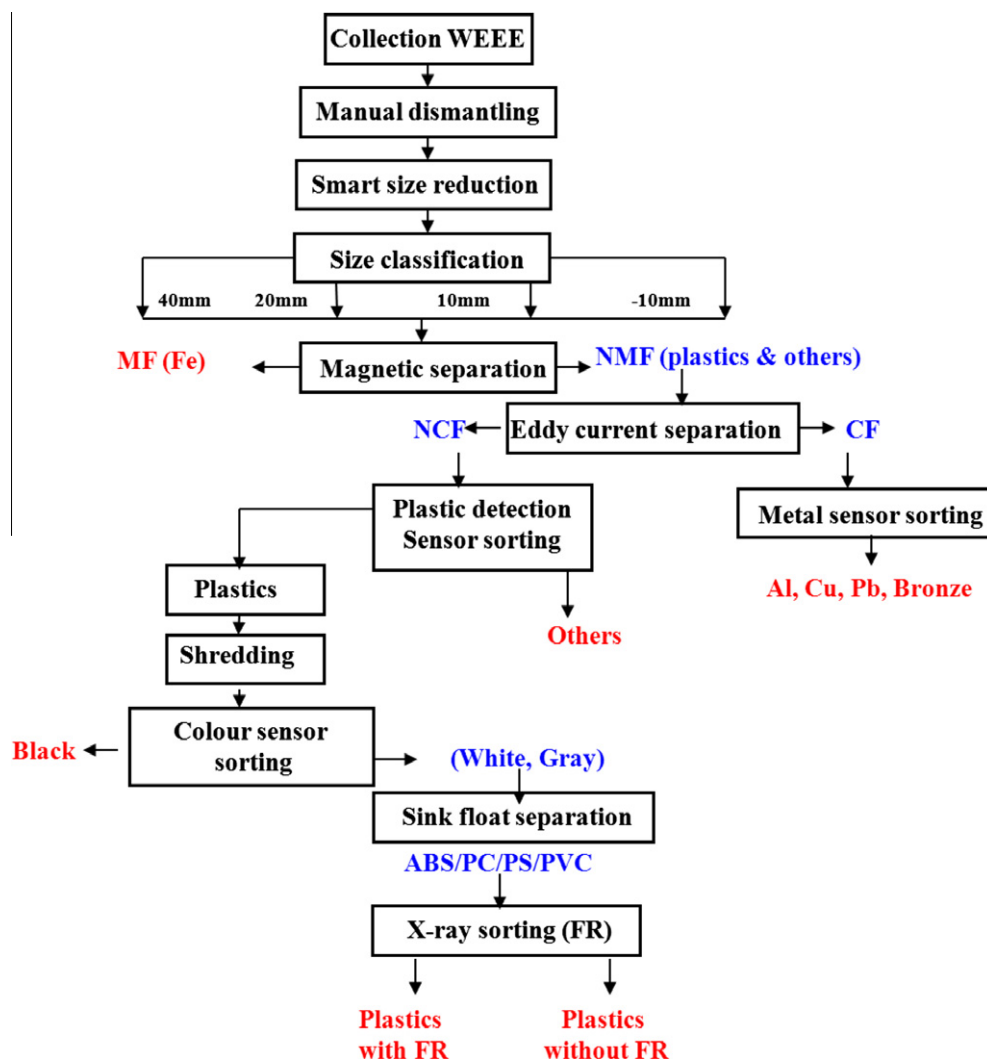 Collection WEEE
Manual dismantling
Smart size reduction
Size classification
40mm
20mm
10mm
-10mm
MF (Fe)
Magnetic separation
NMF (plastics & others)
NCF
Eddy current separation
CF
Plastic detection
Sensor sorting
Metal sensor sorting
Plastics
Al, Cu, Pb, Bronze
Others
Shredding
Black
Colour sensor
sorting
(White, Gray)
Sink float separation
ABS/PC/PS/PVC
X-ray sorting (FR)
Plastics
with FR
Plastics
without FR